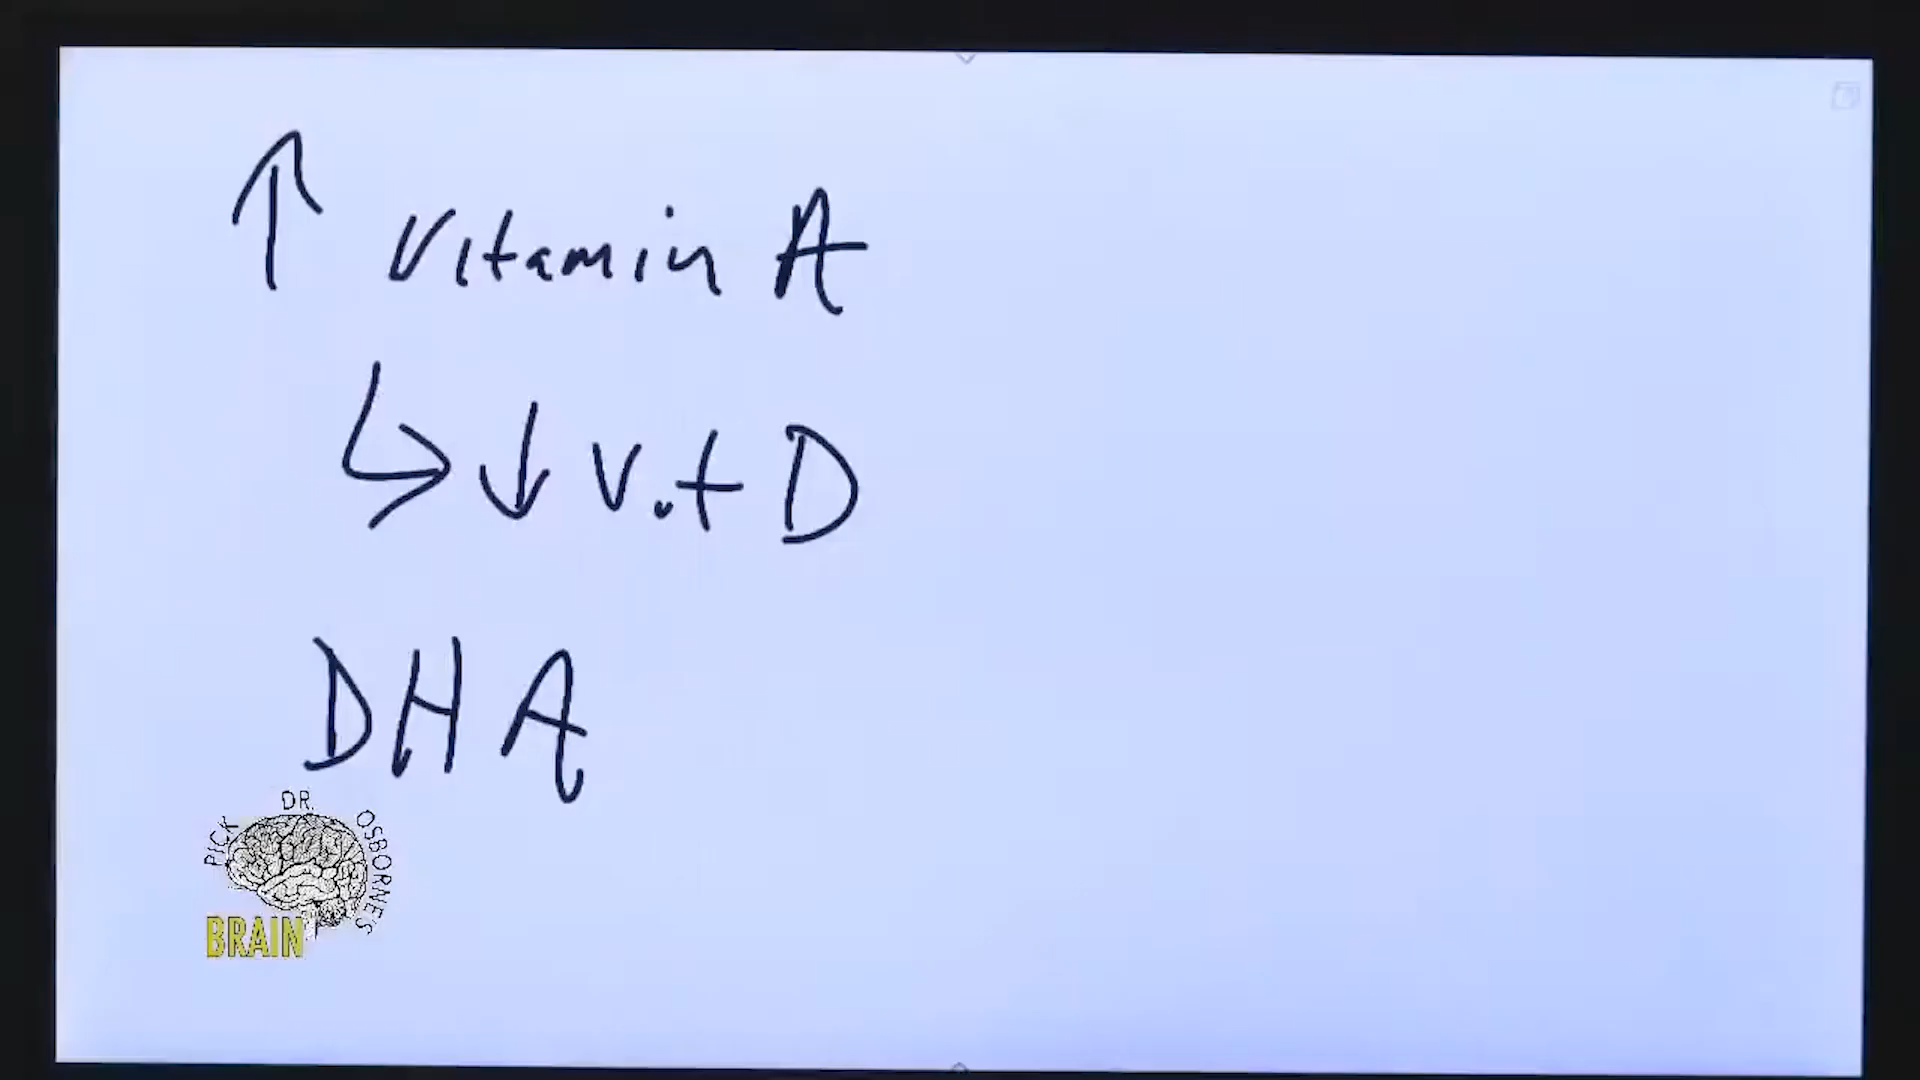 ↑ Vitamin A
↳ ↓ Vit D
DHA
PICK DR. OSBORNE'S
BRAIN